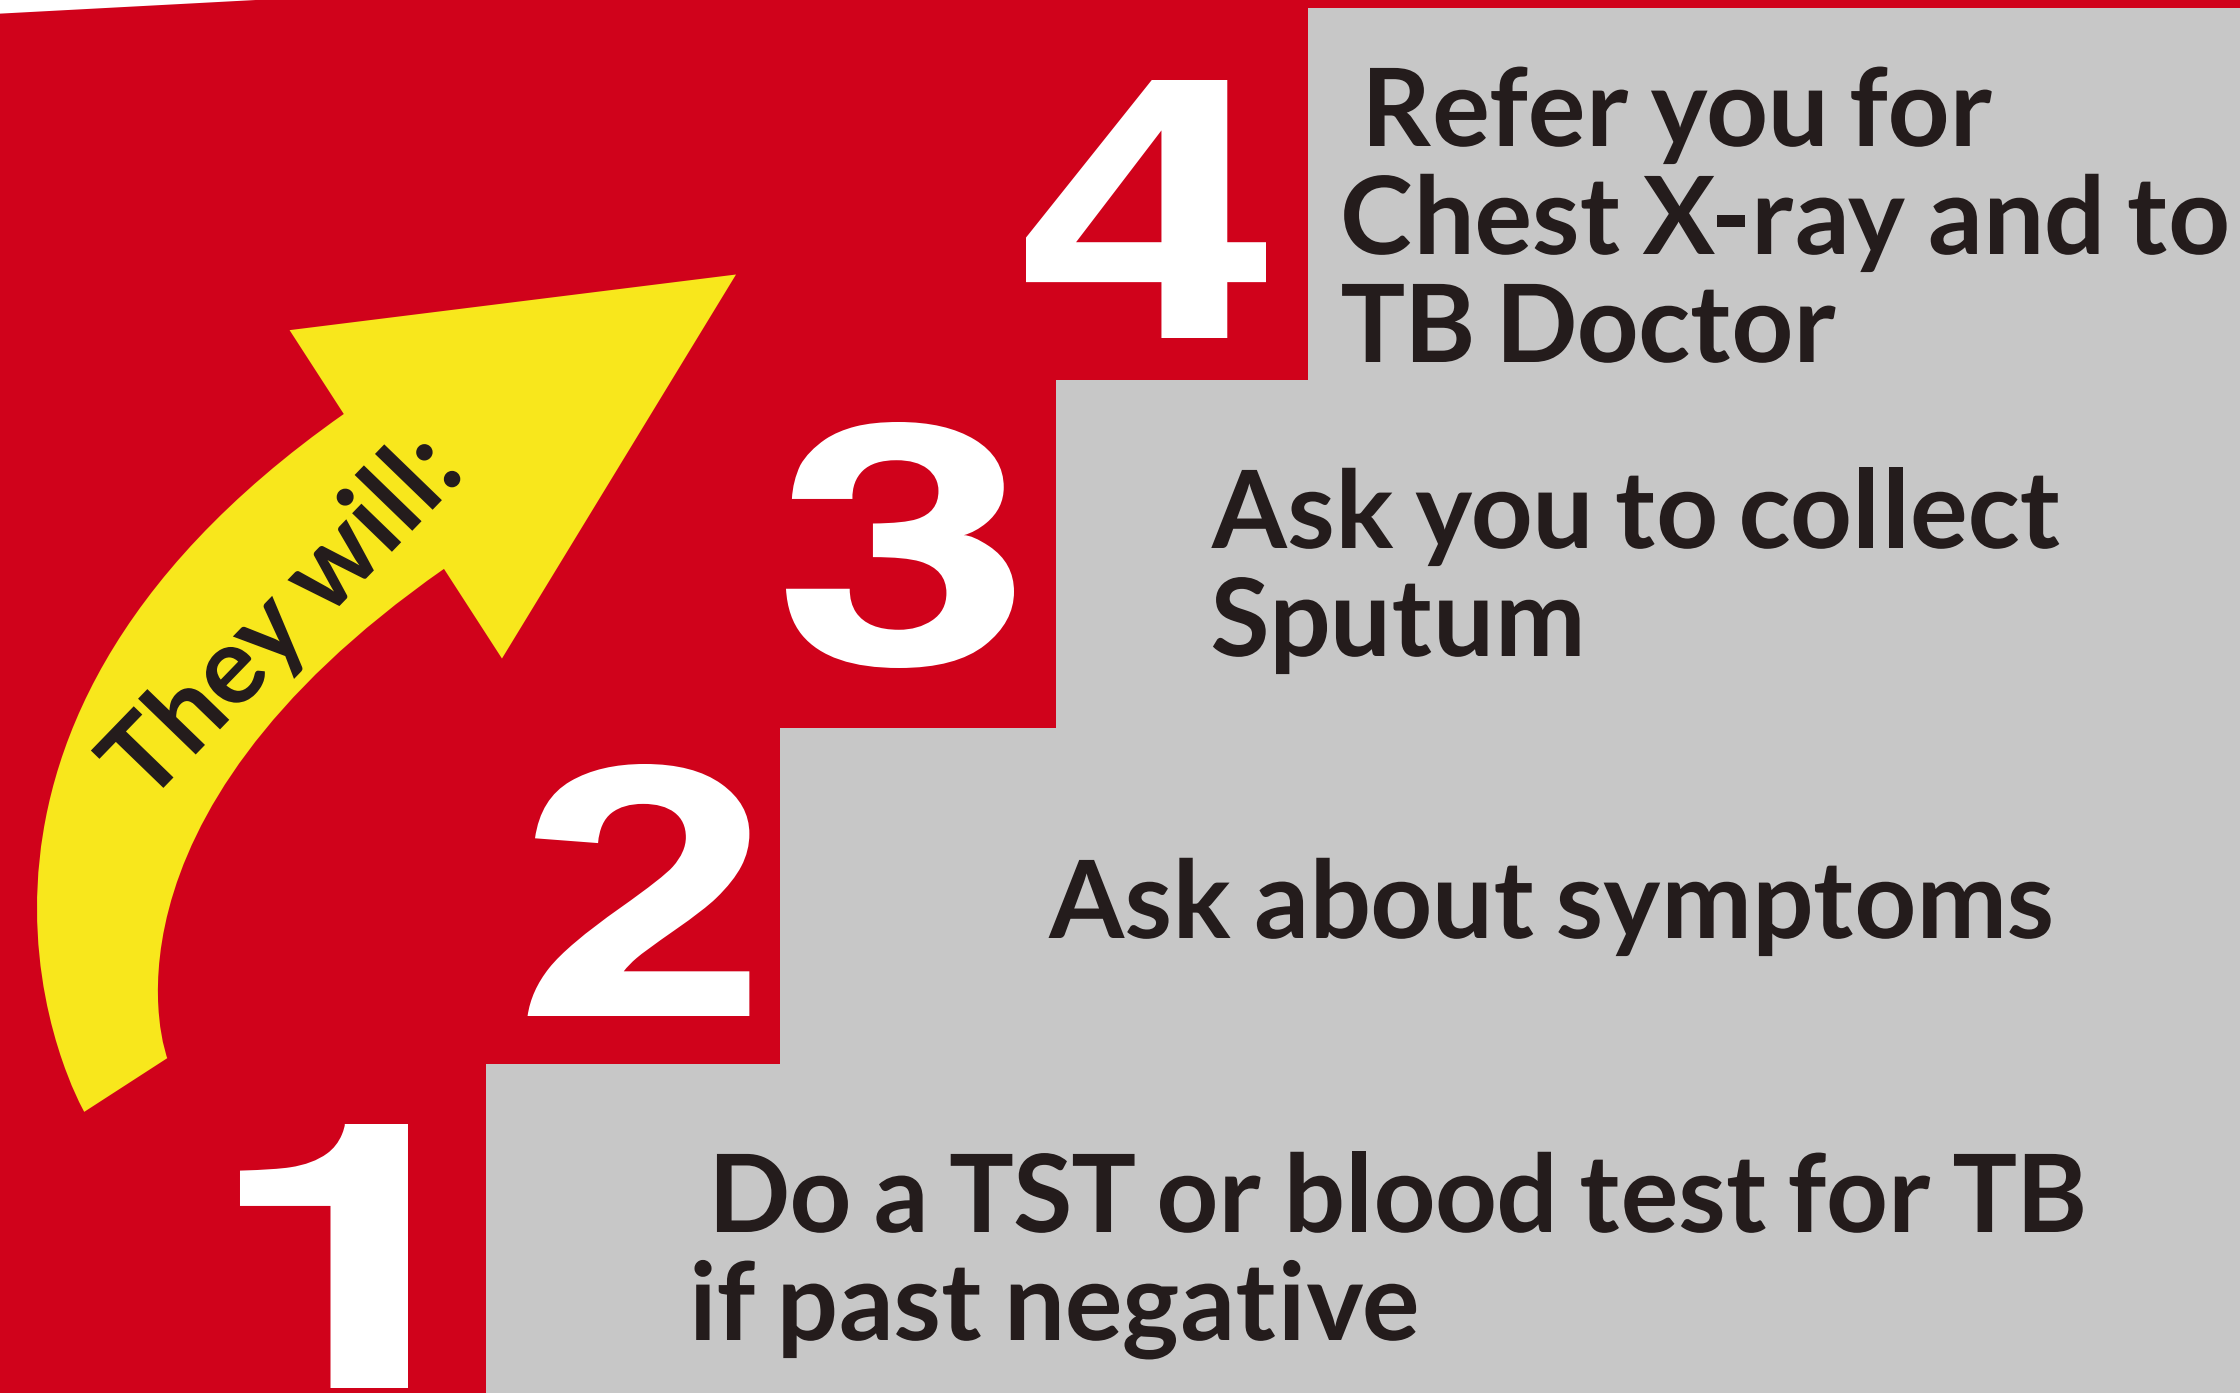 4
Refer you for
Chest X-ray and to
TB Doctor
They will:
3
Ask you to collect
Sputum
2
Ask about symptoms
1
Do a TST or blood test for TB
if past negative